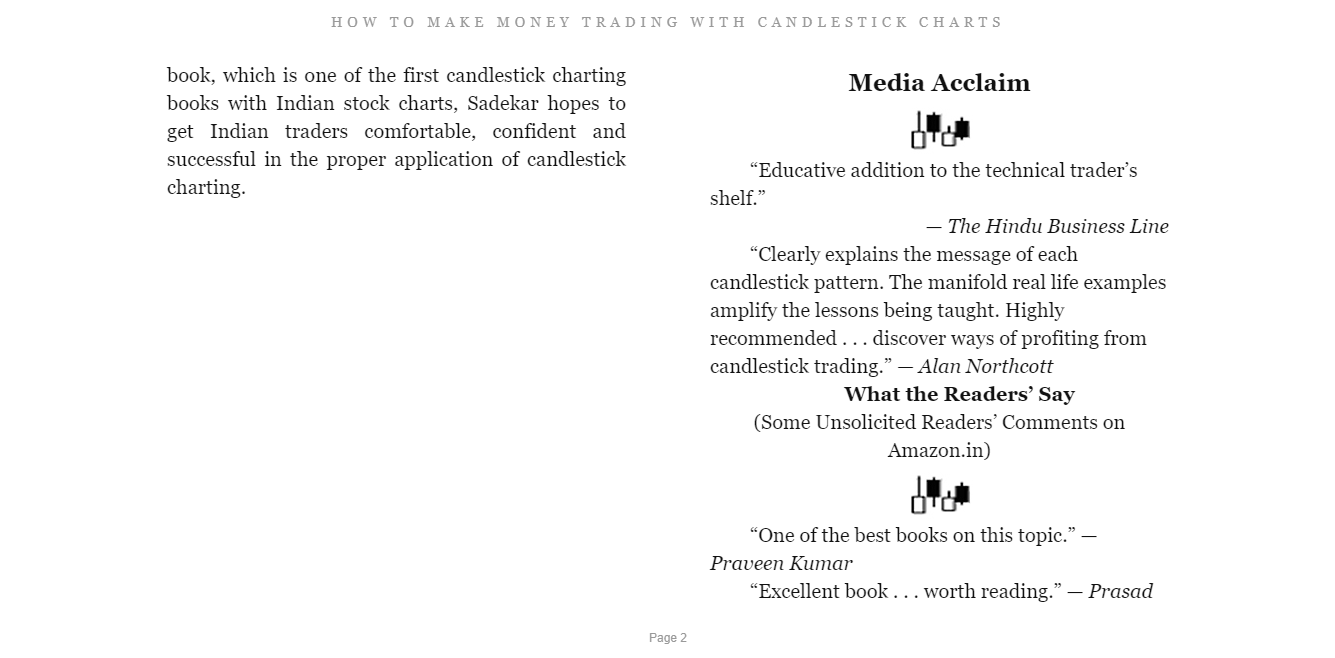 HOW TO MAKE MONEY TRADING WITH CANDLESTICK CHARTS
book, which is one of the first candlestick charting
books with Indian stock charts, Sadekar hopes to
get Indian traders comfortable, confident and
successful in the proper application of candlestick
charting.
Media Acclaim
“Educative addition to the technical trader’s
shelf.”
— The Hindu Business Line
“Clearly explains the message of each
candlestick pattern. The manifold real life examples
amplify the lessons being taught. Highly
recommended . . . discover ways of profiting from
candlestick trading.” — Alan Northcott
What the Readers’ Say
(Some Unsolicited Readers’ Comments on
Amazon.in)
“One of the best books on this topic.” —
Praveen Kumar
“Excellent book . . . worth reading.” — Prasad
Page 2